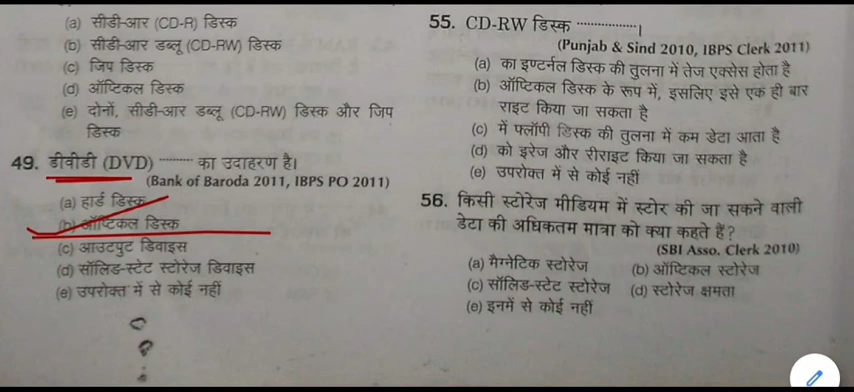 (a) सीडी-आर (CD-R) डिस्क
(b) सीडी-आर डब्लू (CD-RW) डिस्क
(c) जिप डिस्क
(d) ऑप्टिकल डिस्क
(e) दोनों, सीडी-आर डब्लू (CD-RW) डिस्क और जिप
डिस्क
49. डीवीडी (DVD) ......... का उदाहरण है।
(Bank of Baroda 2011, IBPS PO 2011)
(a) हार्ड डिस्क
(b) ऑप्टिकल डिस्क
(c) आउटपुट डिवाइस
(d) सॉलिड-स्टेट स्टोरेज डिवाइस
(e) उपरोक्त में से कोई नहीं
55. CD-RW डिस्क ................।
(Punjab & Sind 2010, IBPS Clerk 2011)
(a) का इण्टर्नल डिस्क की तुलना में तेज एक्सेस होता है
(b) ऑप्टिकल डिस्क के रूप में, इसलिए इसे एक ही बार
राइट किया जा सकता है
(c) में फ्लॉपी डिस्क की तुलना में कम डेटा आता है
(d) को इरेज और रीराइट किया जा सकता है
(e) उपरोक्त में से कोई नहीं
56. किसी स्टोरेज मीडियम में स्टोर की जा सकने वाली
डेटा की अधिकतम मात्रा को क्या कहते हैं?
(SBI Asso. Clerk 2010)
(a) मैग्नेटिक स्टोरेज (b) ऑप्टिकल स्टोरेज
(c) सॉलिड-स्टेट स्टोरेज (d) स्टोरेज क्षमता
(e) इनमें से कोई नहीं